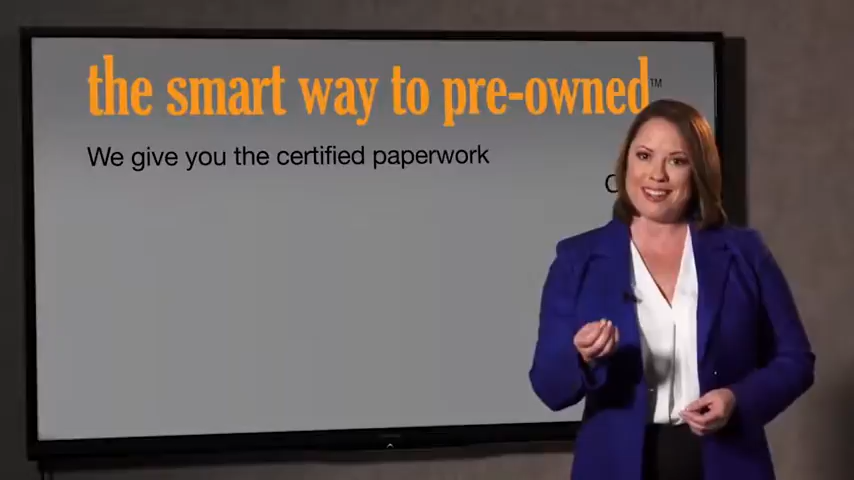 the smart way to pre-owned™
We give you the certified paperwork